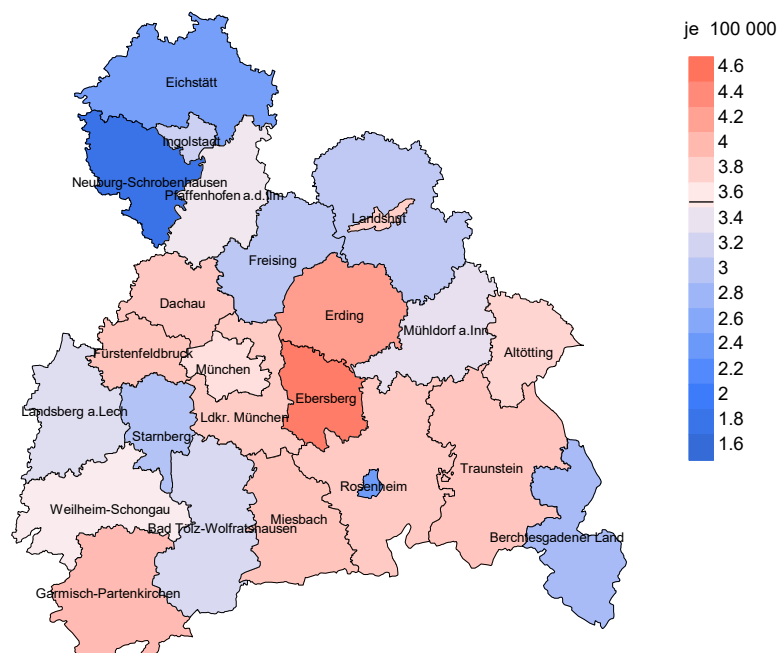 je 100 000
4.6
4.4
4.2
4
3.8
3.6
3.4
3.2
3
2.8
2.6
2.4
2.2
2
1.8
1.6
Eichstätt
Ingolstadt
Neuburg-Schrobenhausen
Pfaffenhofen a.d.Ilm
Landshut
Freising
Dachau
Erding
Mühldorf a.Inn
Fürstenfeldbruck
Altötting
München
Ebersberg
Landsberg a.Lech
Ldkr. München
Starnberg
Traunstein
Rosenheim
Weilheim-Schongau
Miesbach
Bad Tölz-Wolfratshausen
Berchtesgadener Land
Garmisch-Partenkirchen